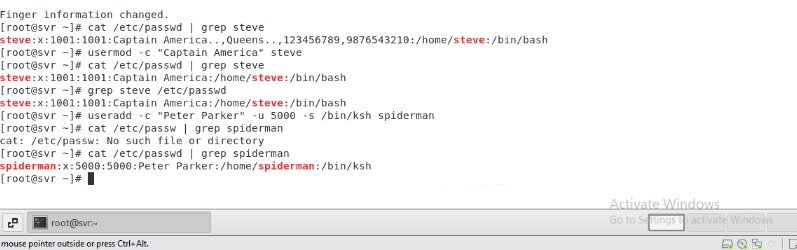 Finger information changed.
[root@svr ~]# cat /etc/passwd | grep steve
steve:x:1001:1001:Captain America..,Queens..,123456789,9876543210:/home/steve:/bin/bash
[root@svr ~]# usermod -c "Captain America" steve
[root@svr ~]# cat /etc/passwd | grep steve
steve:x:1001:1001:Captain America:/home/steve:/bin/bash
[root@svr ~]# grep steve /etc/passwd
steve:x:1001:1001:Captain America:/home/steve:/bin/bash
[root@svr ~]# useradd -c "Peter Parker" -u 5000 -s /bin/ksh spiderman
[root@svr ~]# cat /etc/passw | grep spiderman
cat: /etc/passw: No such file or directory
[root@svr ~]# cat /etc/passwd | grep spiderman
spiderman:x:5000:5000:Peter Parker:/home/spiderman:/bin/ksh
[root@svr ~]#
Activate Windows
Go to Settings to activate Windows.
root@svr:~
mouse pointer outside or press Ctrl+Alt.